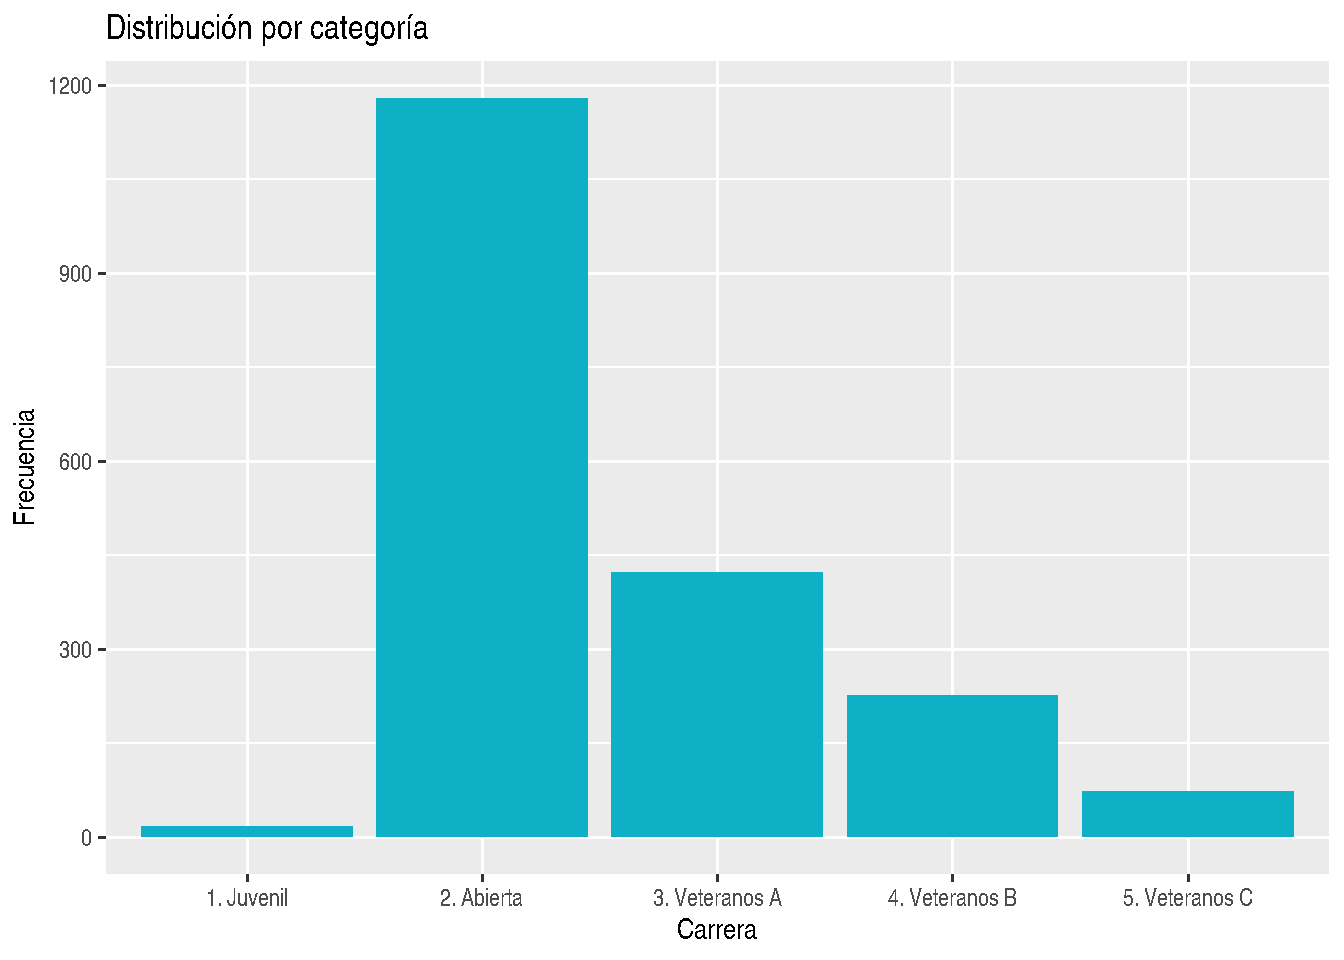 Distribución por categoría
1200
900
600
300
0
Frecuencia
1. Juvenil
2. Abierta
3. Veteranos A
4. Veteranos B
5. Veteranos C
Carrera